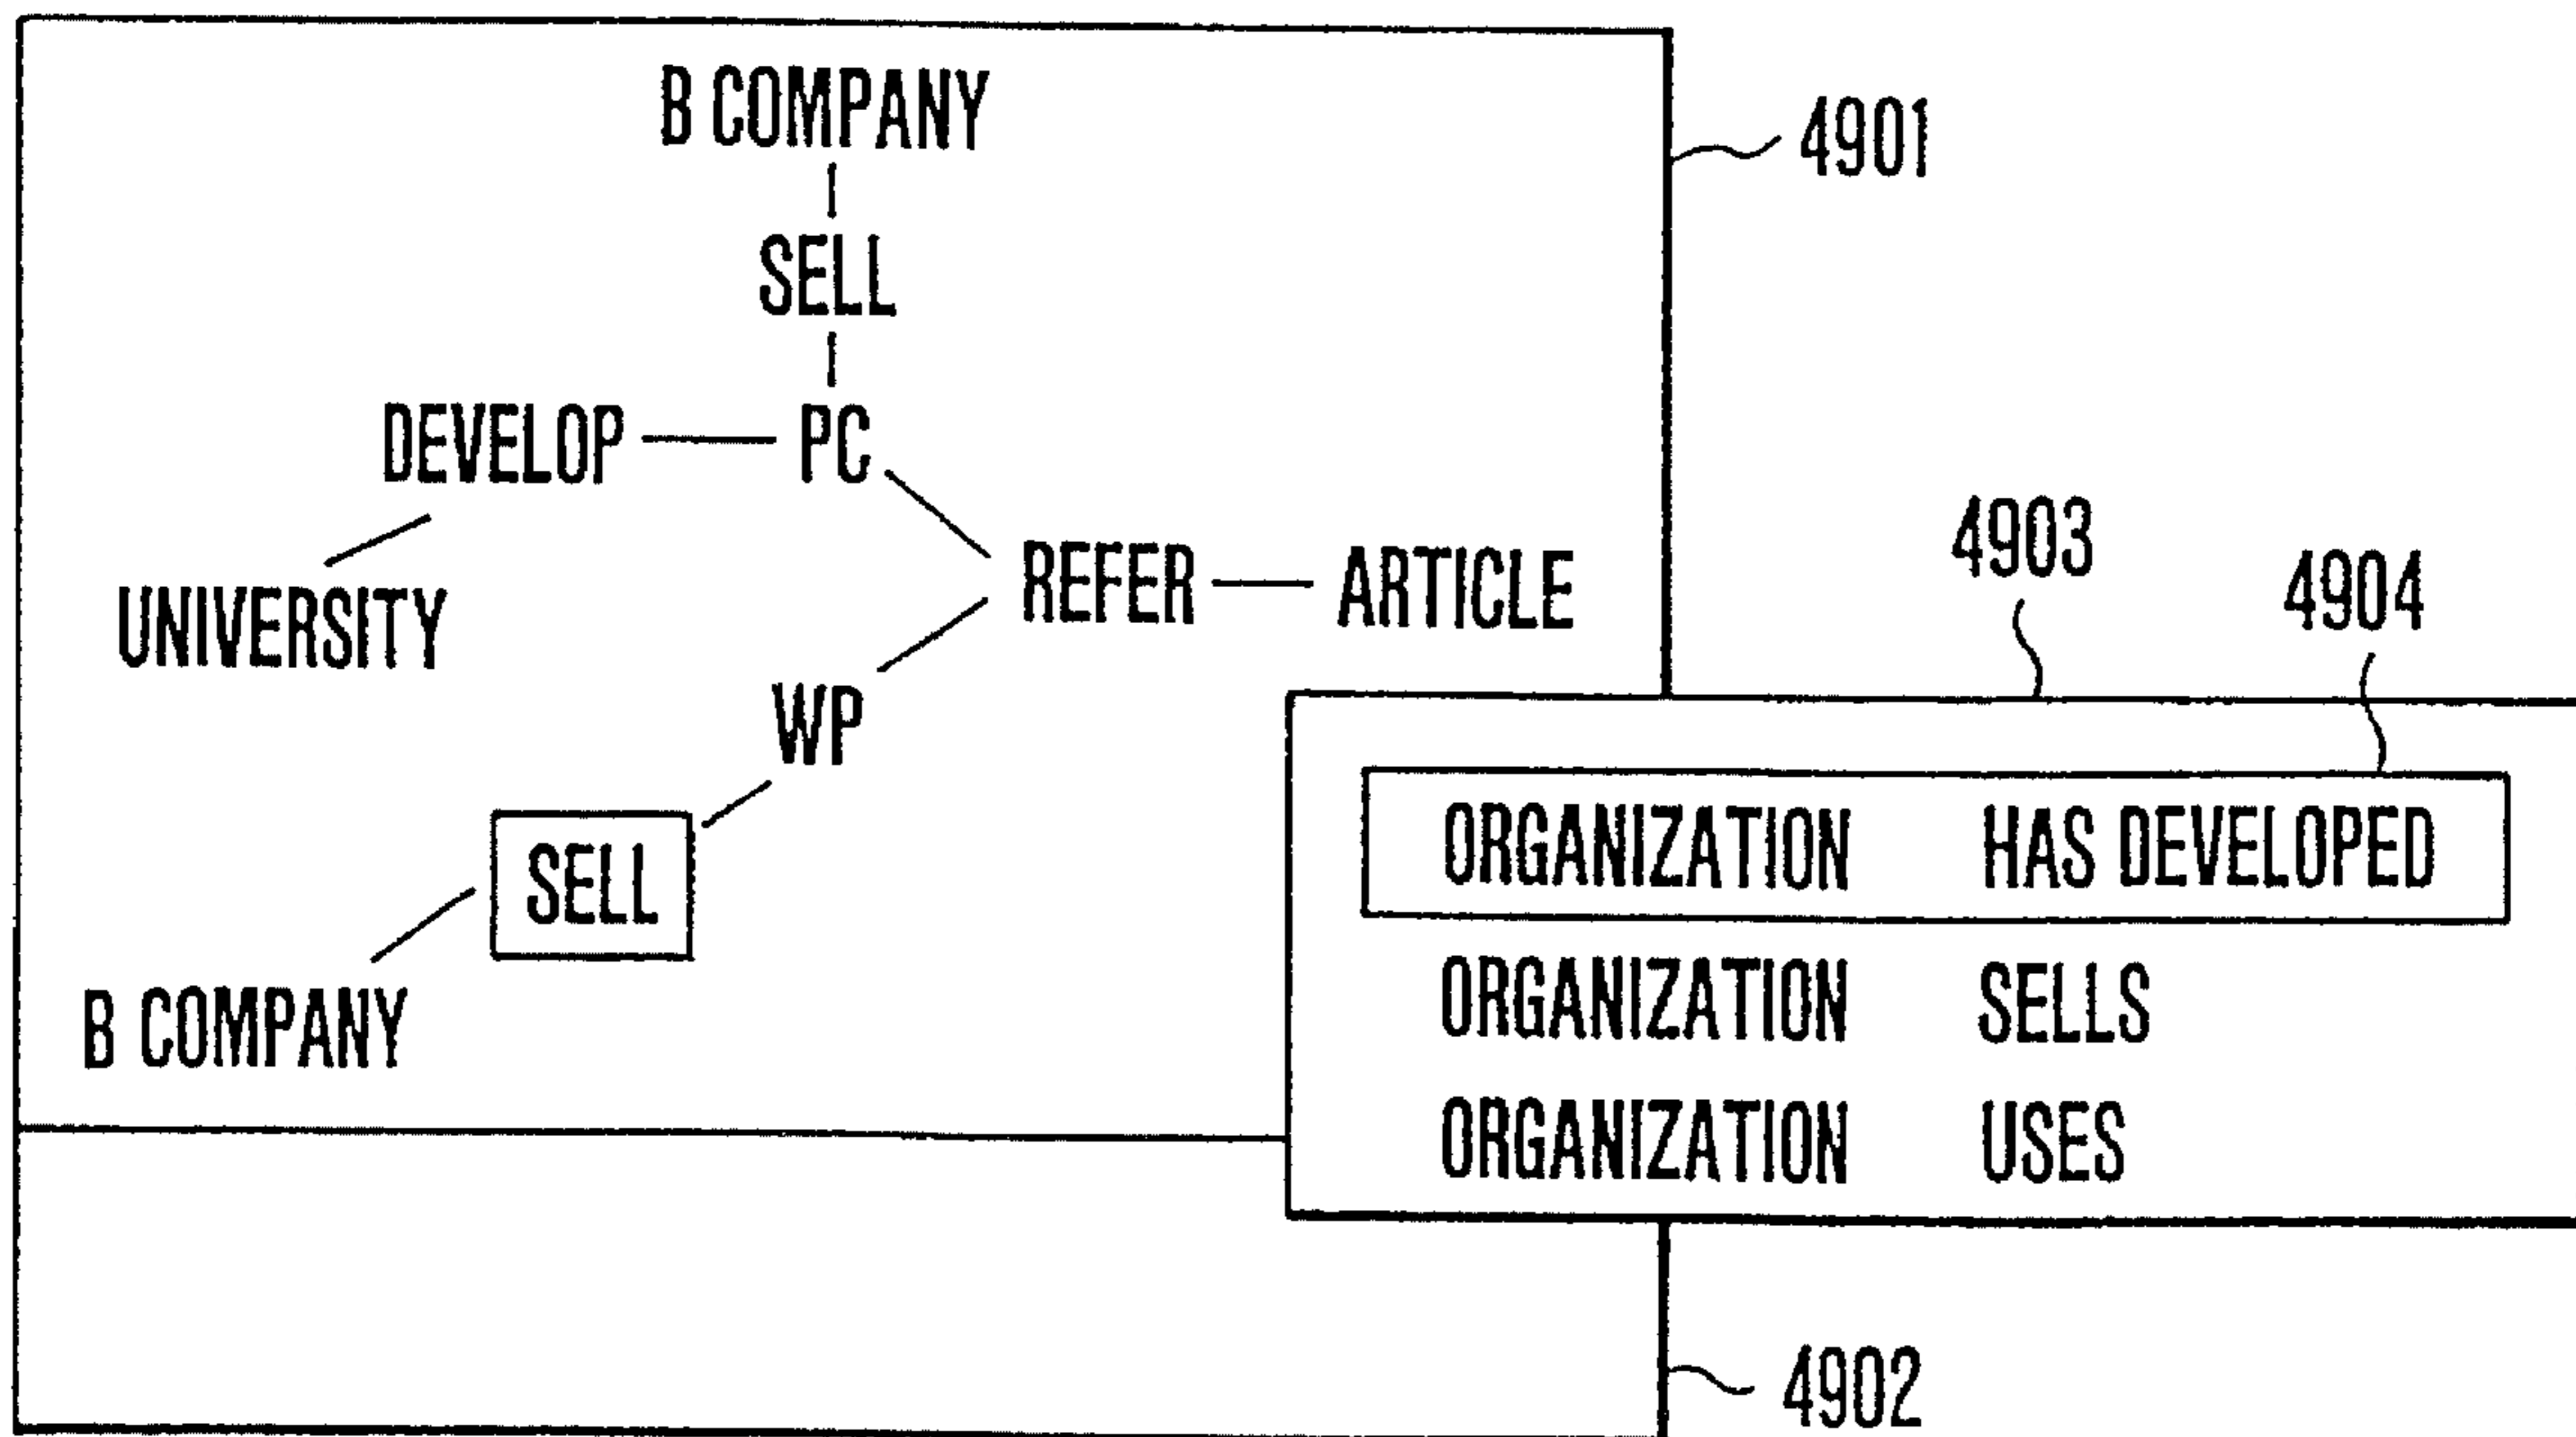 B COMPANY
4901
SELL
DEVELOP PC
REFER ARTICLE
UNIVERSITY
4903
4904
WP
ORGANIZATION HAS DEVELOPED
SELL
ORGANIZATION SELLS
B COMPANY
ORGANIZATION USES
4902